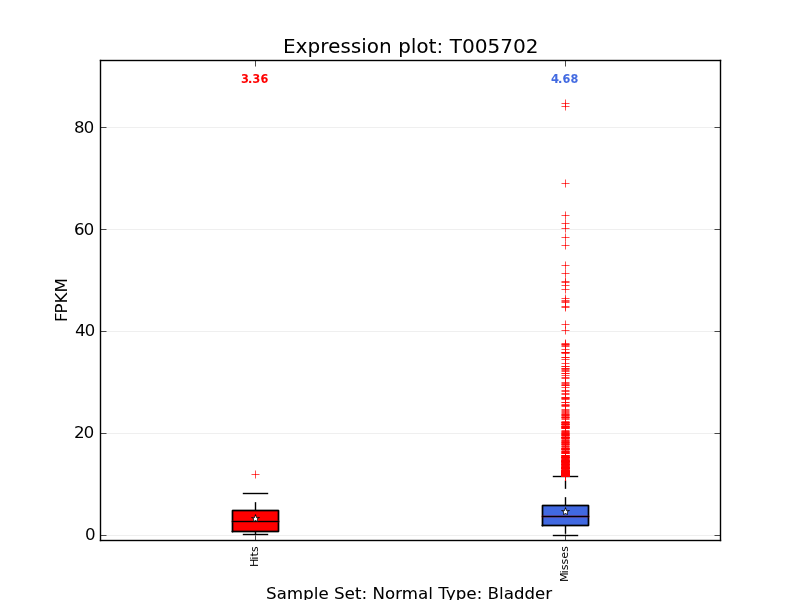 Expression plot: T005702
3.36
4.68
80
60
40
20
0
FPKM
Hits
Misses
Sample Set: Normal Type: Bladder